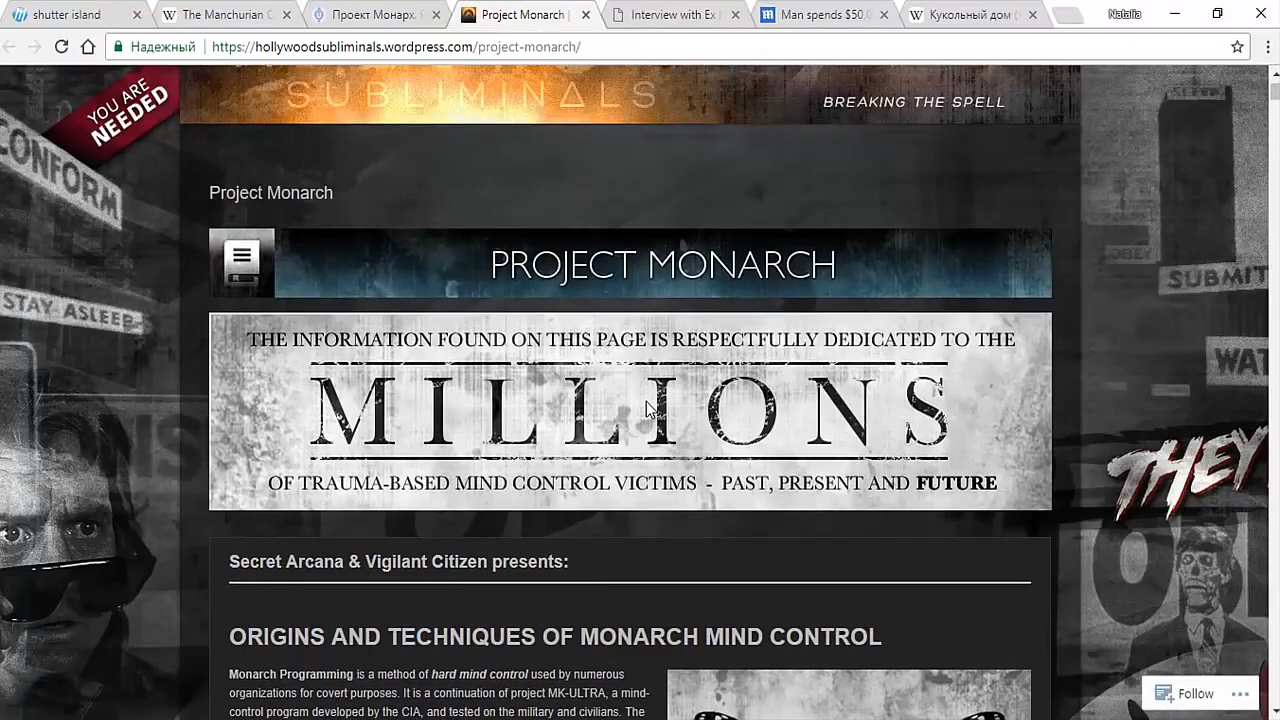 shutter island
The Manchurian C
Проект Монарх.
Project Monarch |
Interview with Ex |
Man spends $50.
Кукольный дом (
Natalia
Надежный
https://hollywoodsubliminals.wordpress.com/project-monarch/
YOU ARE
NEEDED
SUBLIMINALS
BREAKING THE SPELL
CONFORM
STAY ASLEEP
OBEY
SUBMIT
WAT
THEY
Project Monarch
PROJECT MONARCH
THE INFORMATION FOUND ON THIS PAGE IS RESPECTFULLY DEDICATED TO THE
MILLIONS
OF TRAUMA-BASED MIND CONTROL VICTIMS - PAST, PRESENT AND FUTURE
Secret Arcana & Vigilant Citizen presents:
ORIGINS AND TECHNIQUES OF MONARCH MIND CONTROL
Monarch Programming is a method of hard mind control used by numerous
organizations for covert purposes. It is a continuation of project MK-ULTRA, a mind-
control program developed by the CIA, and tested on the military and civilians. The
Follow